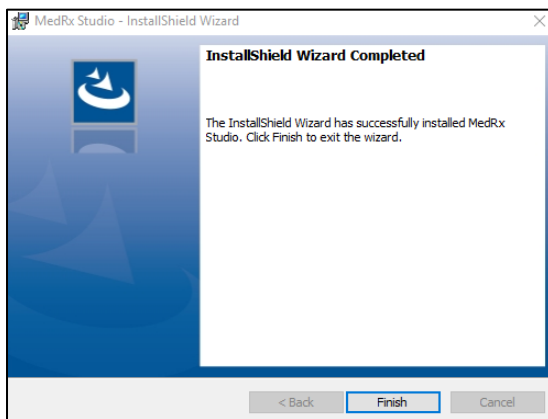 MedRx Studio - InstallShield Wizard
InstallShield Wizard Completed
The InstallShield Wizard has successfully installed MedRx
Studio. Click Finish to exit the wizard.
< Back Finish Cancel